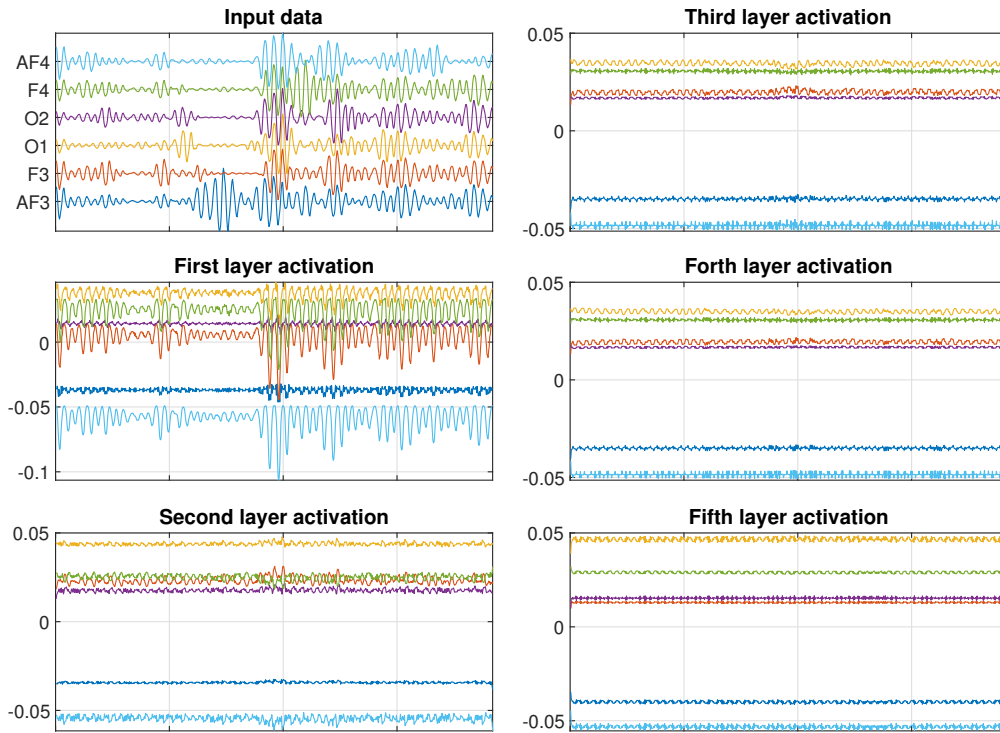 Input data
AF4
F4
O2
O1
F3
AF3
First layer activation
0
-0.05
-0.1
Second layer activation
0.05
0
-0.05
Third layer activation
0.05
0
-0.05
Forth layer activation
0.05
0
-0.05
Fifth layer activation
0.05
0
-0.05